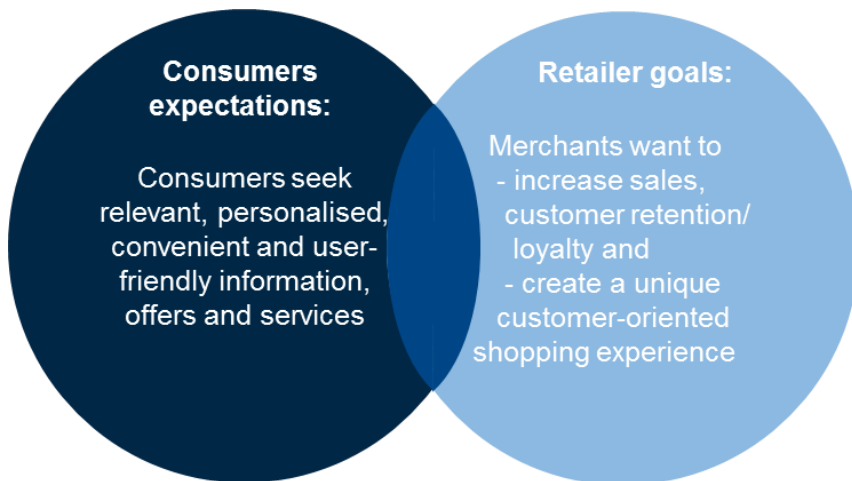 Consumers
expectations:
Consumers seek
relevant, personalised,
convenient and user-
friendly information,
offers and services
Retailer goals:
Merchants want to
- increase sales,
customer retention/
loyalty and
- create a unique
customer-oriented
shopping experience